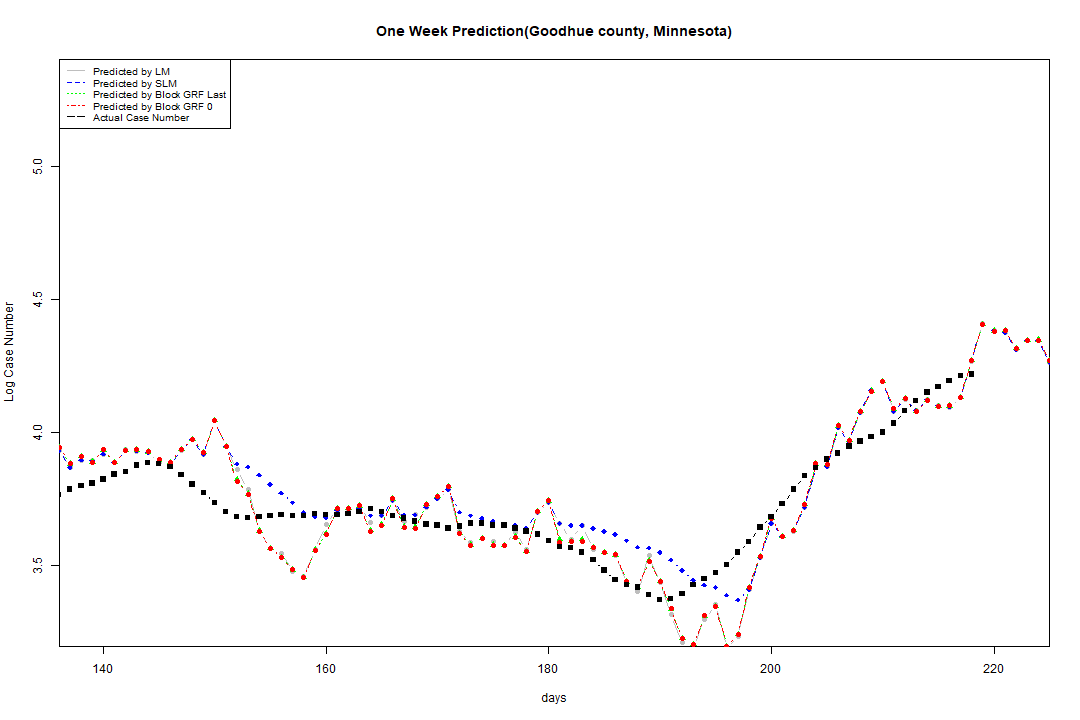 One Week Prediction(Goodhue county, Minnesota)
Predicted by LM
Predicted by SLM
Predicted by Block GRF Last
Predicted by Block GRF 0
Actual Case Number
5.0
4.5
4.0
3.5
Log Case Number
140 160 180 200 220
days